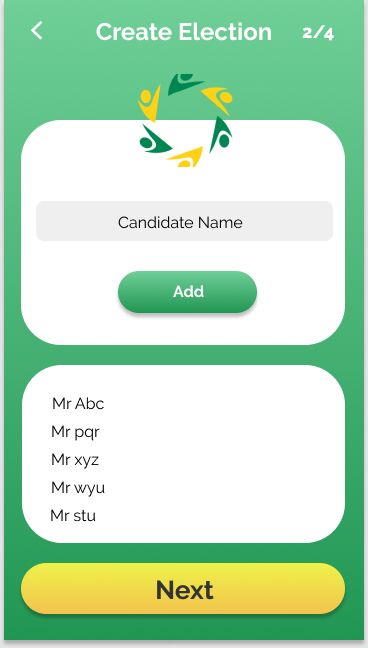 Create Election 2/4
Candidate Name
Add
Mr Abc
Mr pqr
Mr xyz
Mr wyu
Mr stu
Next